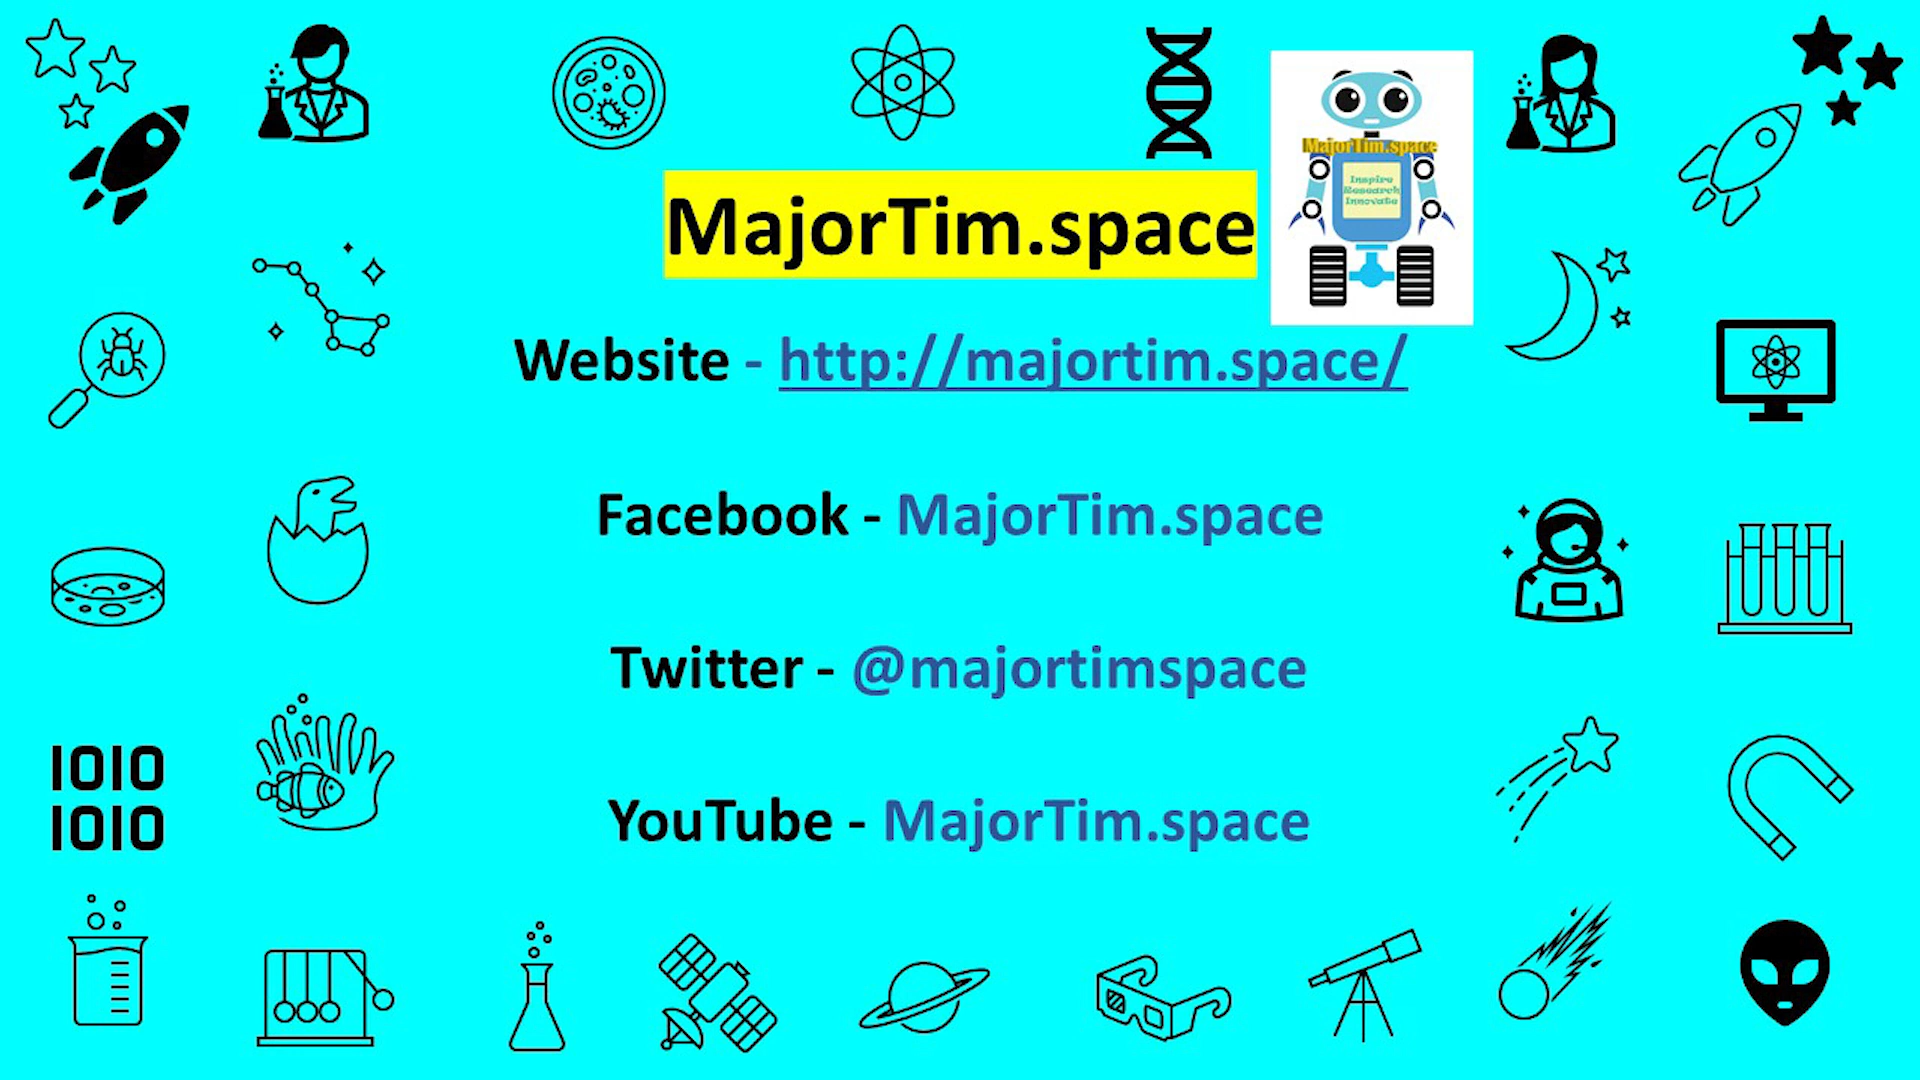 MajorTim.space
MajorTim.space
Inspire
Research
Innovate
Website - http://majortim.space/
Facebook - MajorTim.space
Twitter - @majortimspace
YouTube - MajorTim.space
1010
1010